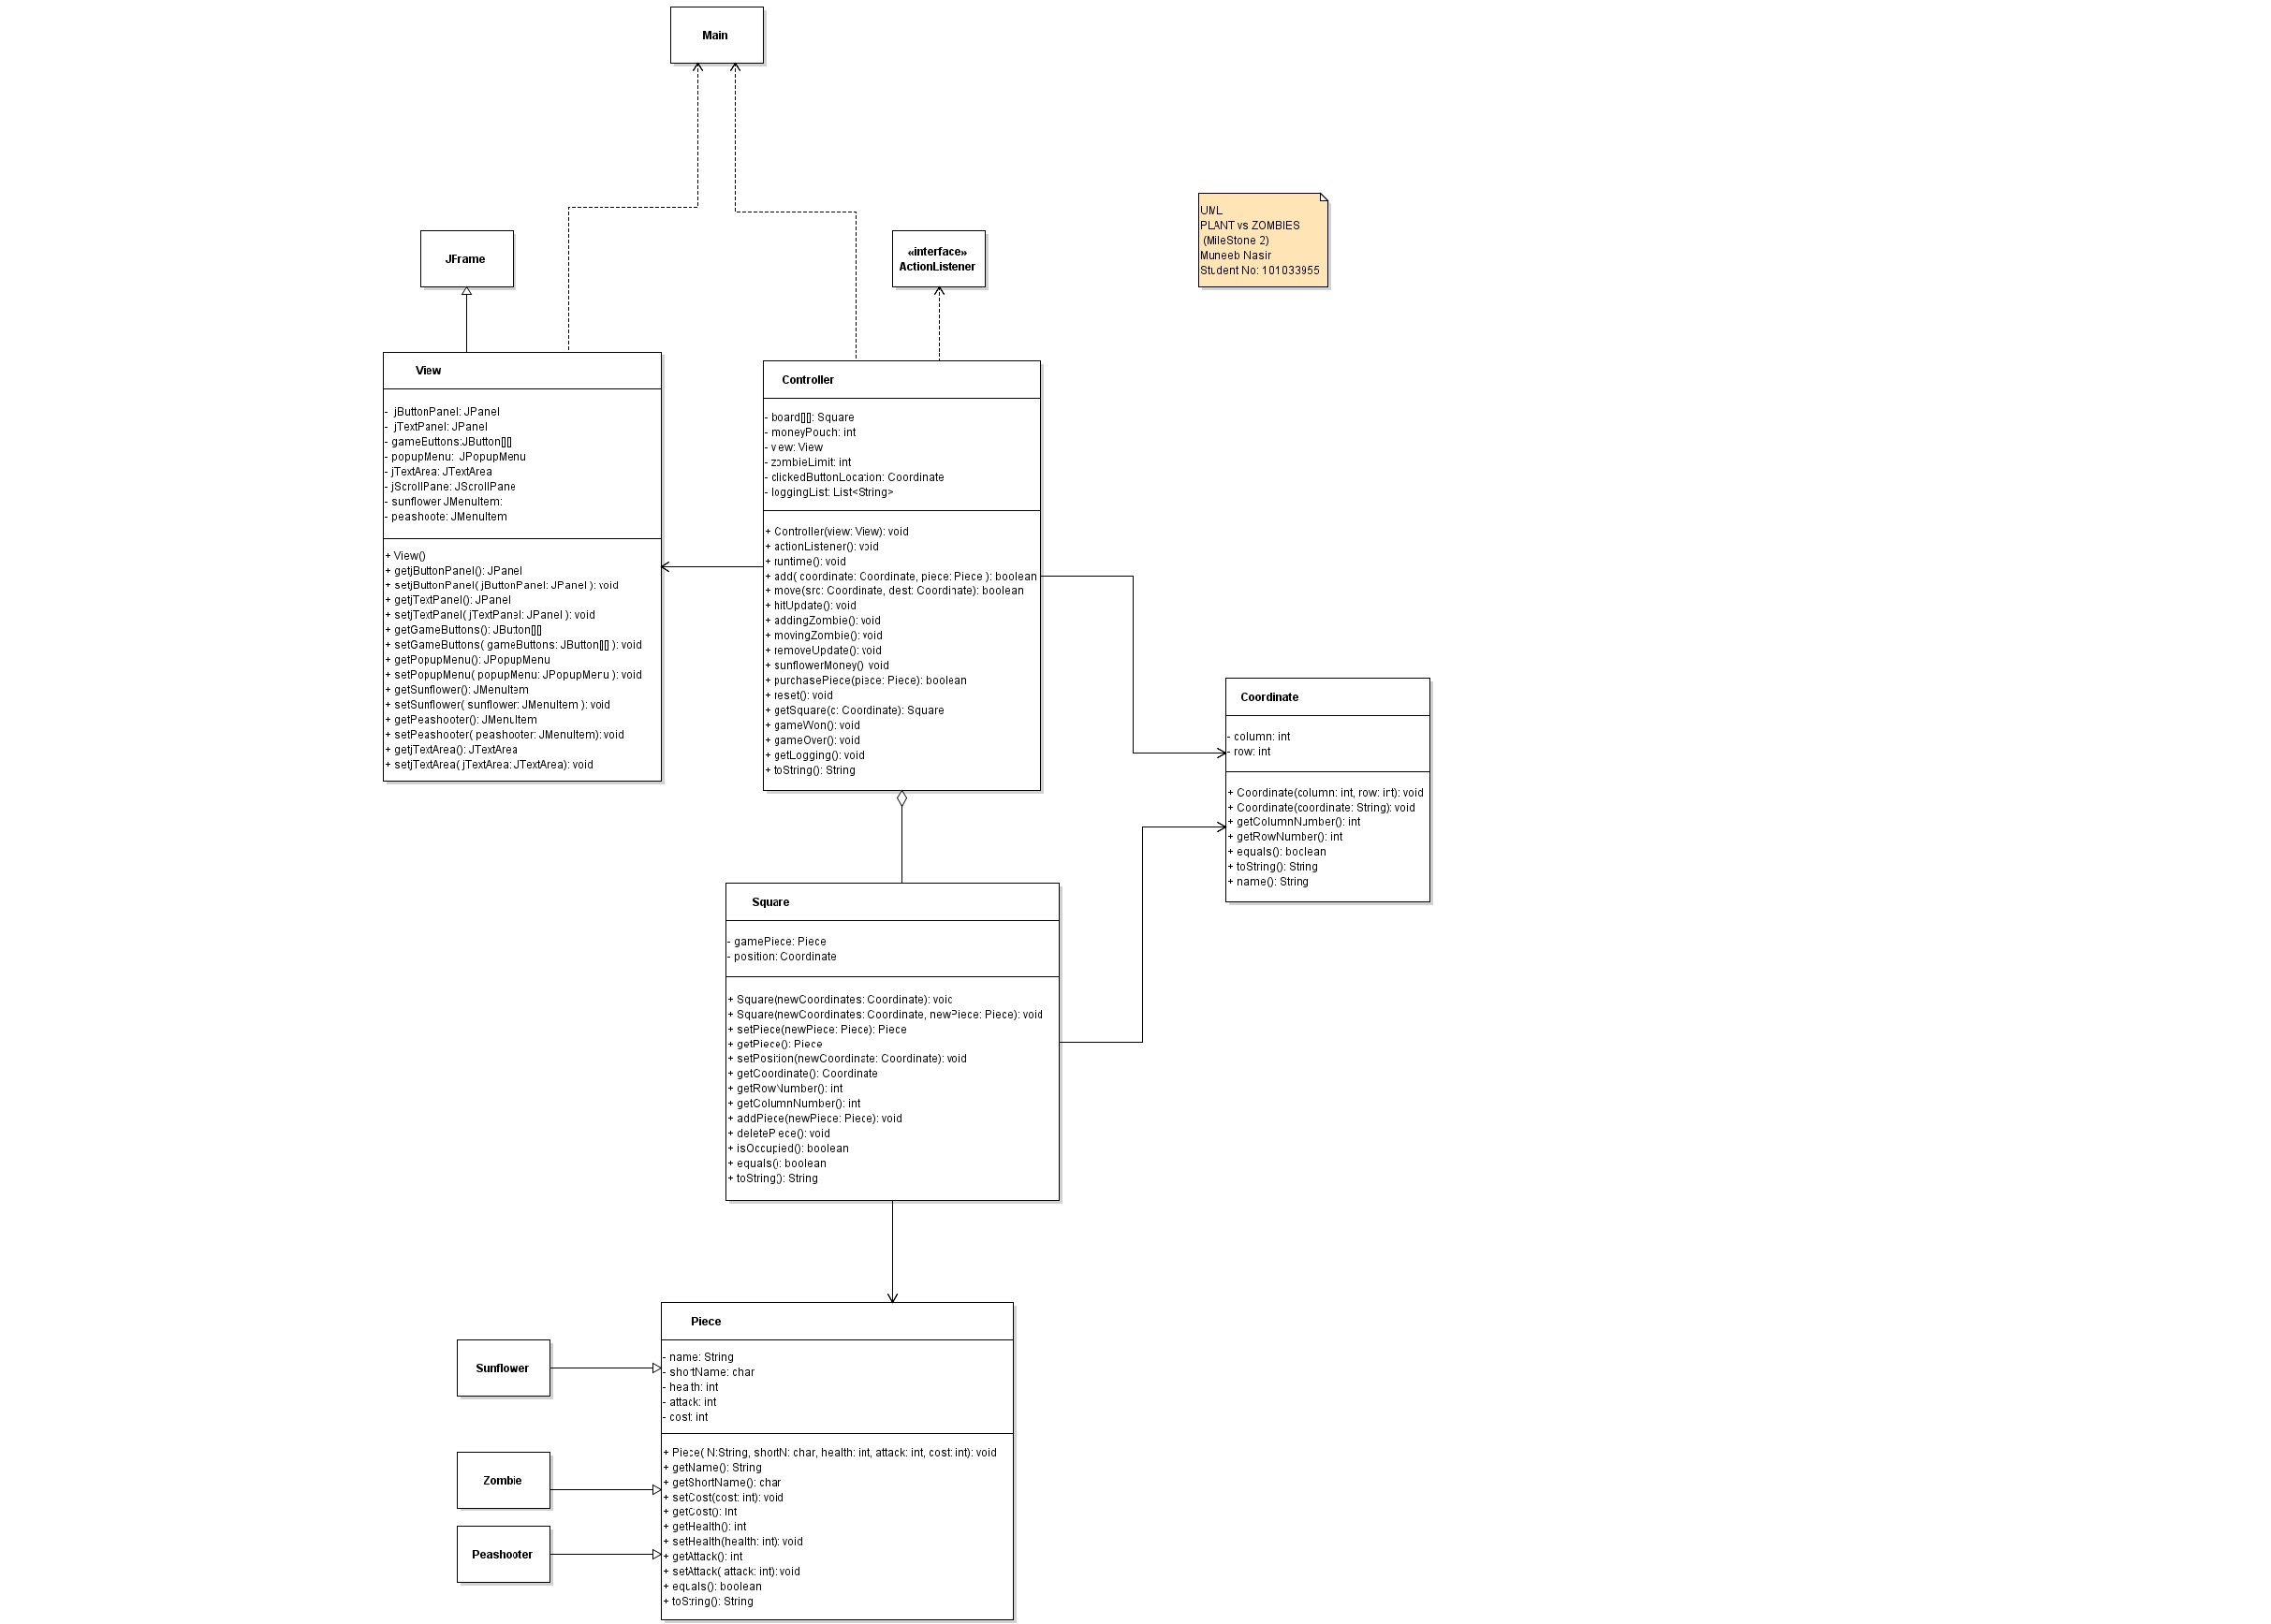 Main
UML
PLANT vs ZOMBIES
(MileStone 2)
Muneeb Nasir
Student No: 101033955
JFrame
«interface»
ActionListener
View
- jButtonPanel: JPanel
- jTextPanel: JPanel
- gameEuttons:JButton[][]
- popupMenu: JPopupMenu
- jTextArea: JTextArea
- jScrollPane: JScrollPane
- sunflower JMenuItem:
- peashoote: JMenuItem
+ View()
+ getjButtonPanel(): JPanel
+ setjButtonPanel( jButtonPanel: JPanel ): void
+ getjTextPanel(): JPanel
+ setjTextPanel( jTextPanel: JPanel ): void
+ getGameButtons(): JButton[][]
+ setGameButtons( gameButtons: JButton[][] ): void
+ getPopupMenu(): JPopupMenu
+ setPopupMenu( popupMenu: JPopupMenu ): void
+ getSunflower(): JMenuItem
+ setSunflower( sunflower: JMenuItem ): void
+ getPeashooter(): JMenuItem
+ setPeashooter( peashooter: JMenuItem): void
+ getjTextArea(): JTextArea
+ setjTextArea( jTextArea: JTextArea): void
Controller
- board[][]: Square
- moneyPouch: int
- view: View
- zombieLimit: int
- clickedButtonLocation: Coordinate
- loggingList: List<String>
+ Controller(view: View): void
+ actionListener(): void
+ runtime(): void
+ add( coordinate: Coordinate, piece: Piece ): boolean
+ move(src: Coordinate, dest: Coordinate): boolean
+ hitUpdate(): void
+ addingZombie(): void
+ movingZombie(): void
+ removeUpdate(): void
+ sunflowerMoney() void
+ purchasePiece(piece: Piece): boolean
+ reset(): void
+ getSquare(c: Coordinate): Square
+ gameWon(): void
+ gameOver(): void
+ getLogging(): void
+ toString(): String
Coordinate
- column: int
- row: int
+ Coordinate(column: int, row: int): void
+ Coordinate(coordinate: String): void
+ getColumnNumber(): int
+ getRowNumber(): int
+ equals(): boolean
+ toString(): String
+ name(): String
Square
- gamePiece: Piece
- position: Coordinate
+ Square(newCoordinates: Coordinate): void
+ Square(newCoordinates: Coordinate, newPiece: Piece): void
+ setPiece(newPiece: Piece): Piece
+ getPiece(): Piece
+ setPosition(newCoordinate: Coordinate): void
+ getCoordinate(): Coordinate
+ getRowNumber(): int
+ getColumnNumber(): int
+ addPiece(newPiece: Piece): void
+ deletePiece(): void
+ isOccupied(): boolean
+ equals(): boolean
+ toString(): String
Piece
- name: String
- shortName: char
- health: int
- attack: int
- cost: int
+ Piece( N:String, shortN: char, health: int, attack: int, cost: int): void
+ getName(): String
+ getShortName(): char
+ setCost(cost: int): void
+ getCost(): int
+ getHealth(): int
+ setHealth(health: int): void
+ getAttack(): int
+ setAttack( attack: int): void
+ equals(): boolean
+ toString(): String
Sunflower
Zombie
Peashooter